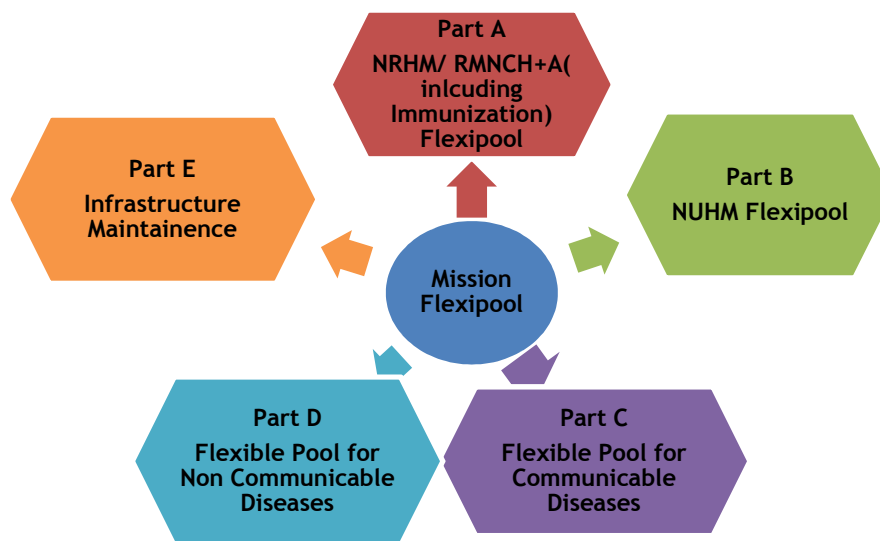 Part A
NRHM/ RMNCH+A(
inlcuding
Immunization)
Flexipool
Part B
NUHM Flexipool
Part E
Infrastructure
Maintainence
Mission
Flexipool
Part D
Flexible Pool for
Non Communicable
Diseases
Part C
Flexible Pool for
Communicable
Diseases